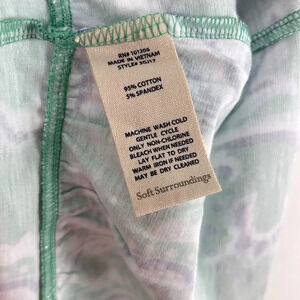 RN# 101206
MADE IN VIETNAM
STYLE# 2GJ17
95% COTTON
5% SPANDEX
MACHINE WASH COLD
GENTLE CYCLE
ONLY NON-CHLORINE
BLEACH WHEN NEEDED
LAY FLAT TO DRY
WARM IRON IF NEEDED
MAY BE DRY
CLEANED
Soft Surroundings